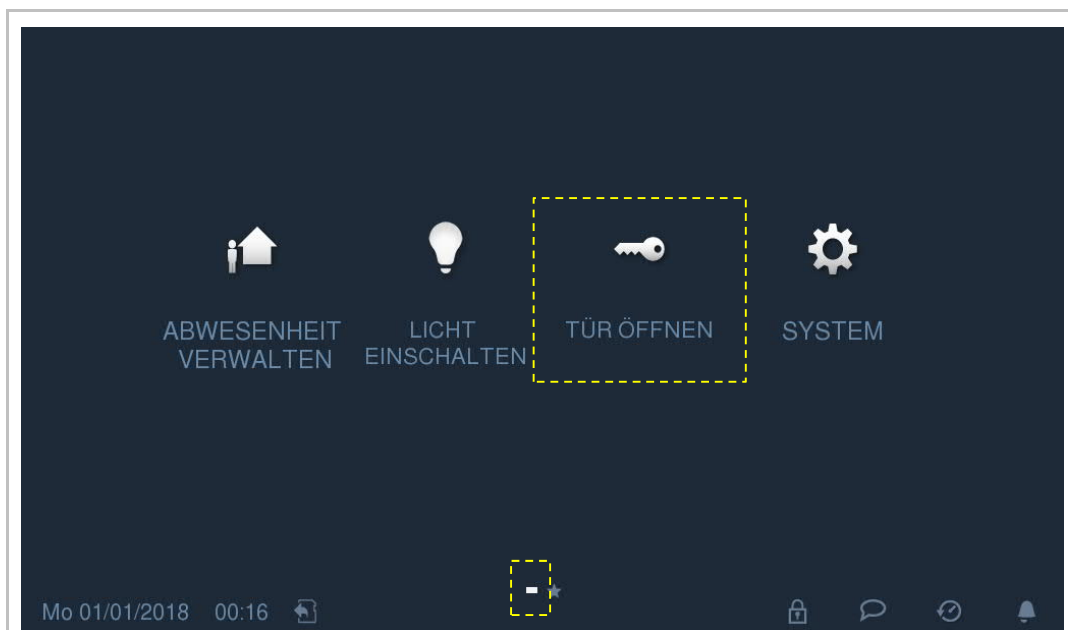 ABWESENHEIT
VERWALTEN
LICHT
EINSCHALTEN
TÜR ÖFFNEN
SYSTEM
Mo 01/01/2018 00:16